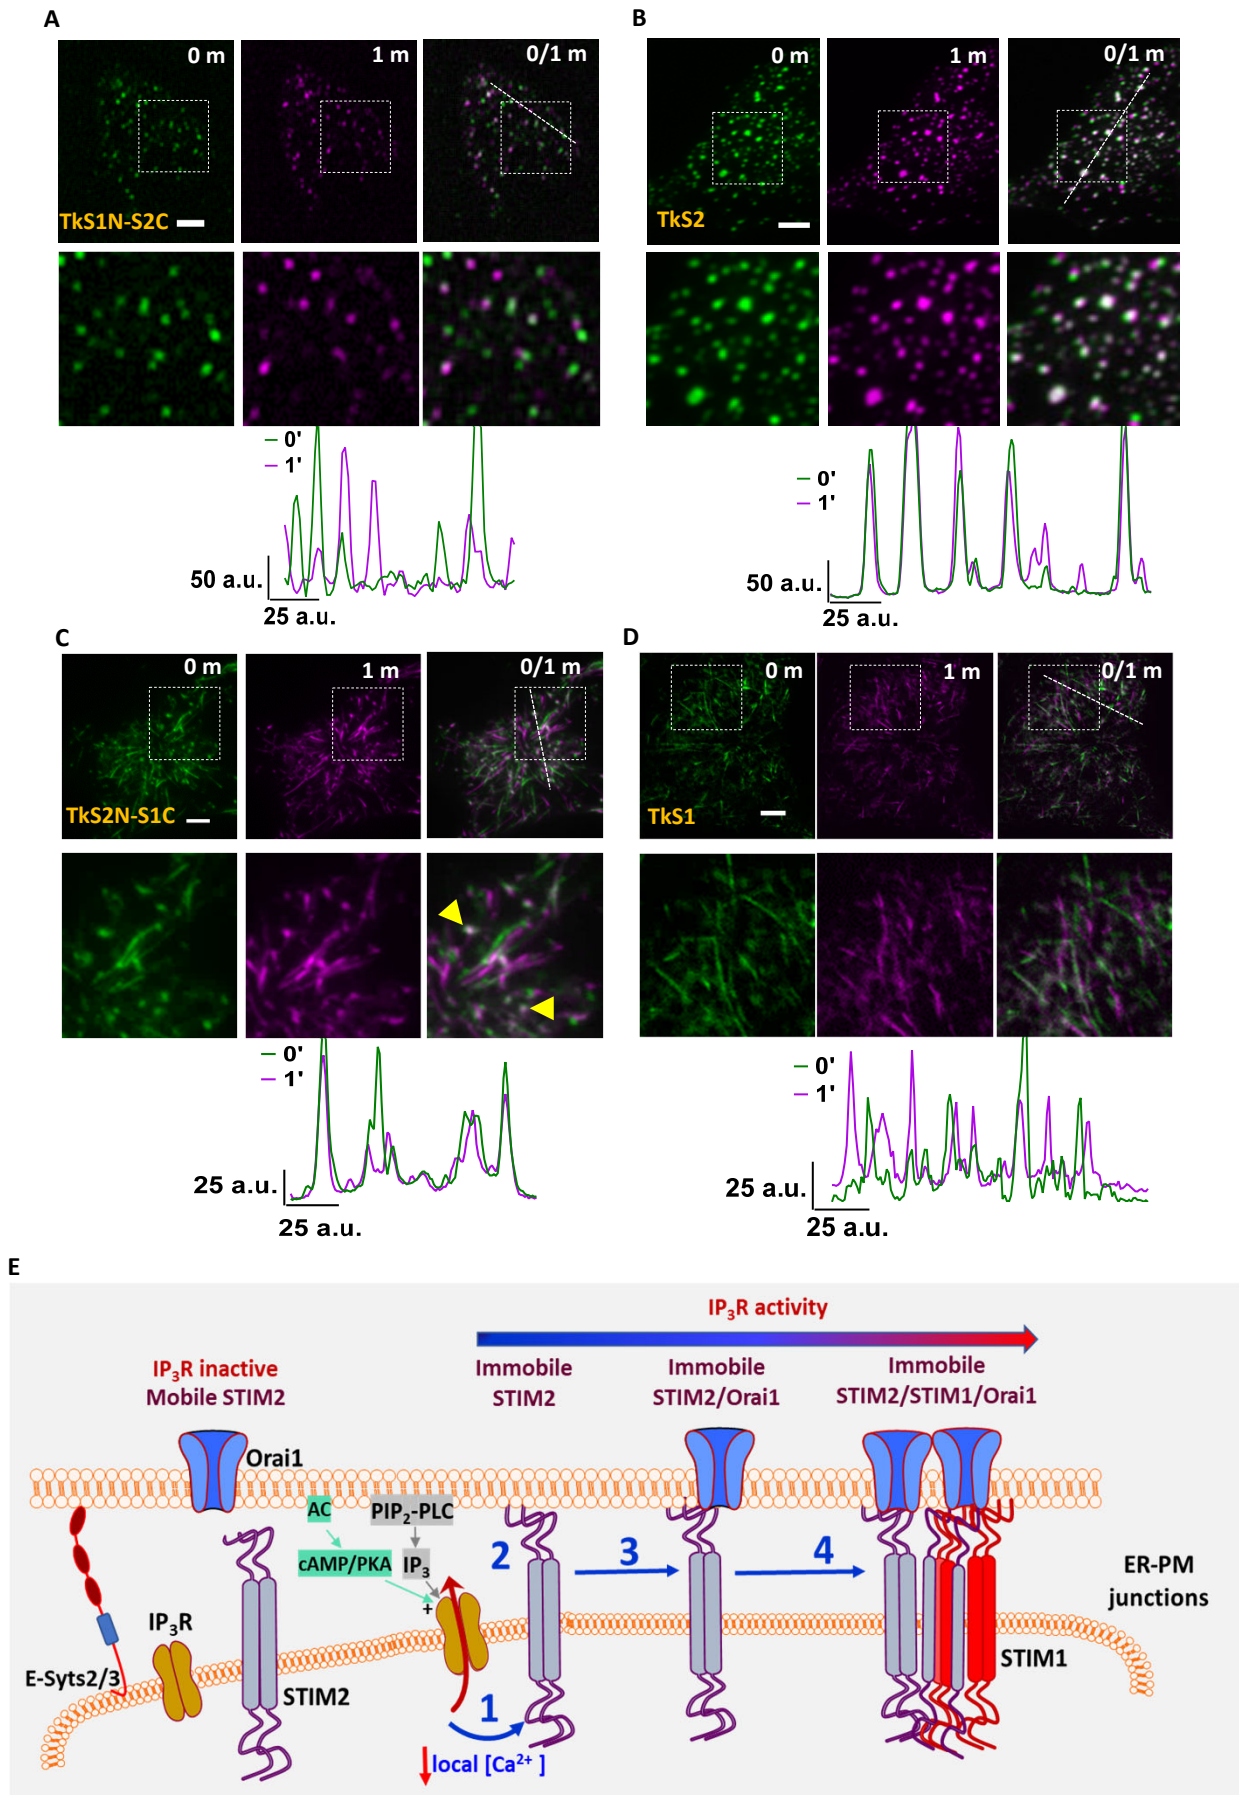 A
0 m
1 m
0/1 m
TkS1N-S2C
0'
1'
50 a.u.
25 a.u.
B
0 m
1 m
0/1 m
TkS2
0'
1'
50 a.u.
25 a.u.
C
0 m
1 m
0/1 m
TkS2N-S1C
0'
1'
25 a.u.
25 a.u.
D
0 m
1 m
0/1 m
TkS1
0'
1'
25 a.u.
25 a.u.
E
IP₃R activity
IP₃R inactive
Mobile STIM2
Immobile
STIM2
Immobile
STIM2/Orai1
Immobile
STIM2/STIM1/Orai1
Orai1
AC
PIP₂-PLC
cAMP/PKA
IP₃
+
2
3
4
ER-PM
junctions
IP₃R
E-Syts2/3
STIM2
STIM1
1
local [Ca²⁺ ]